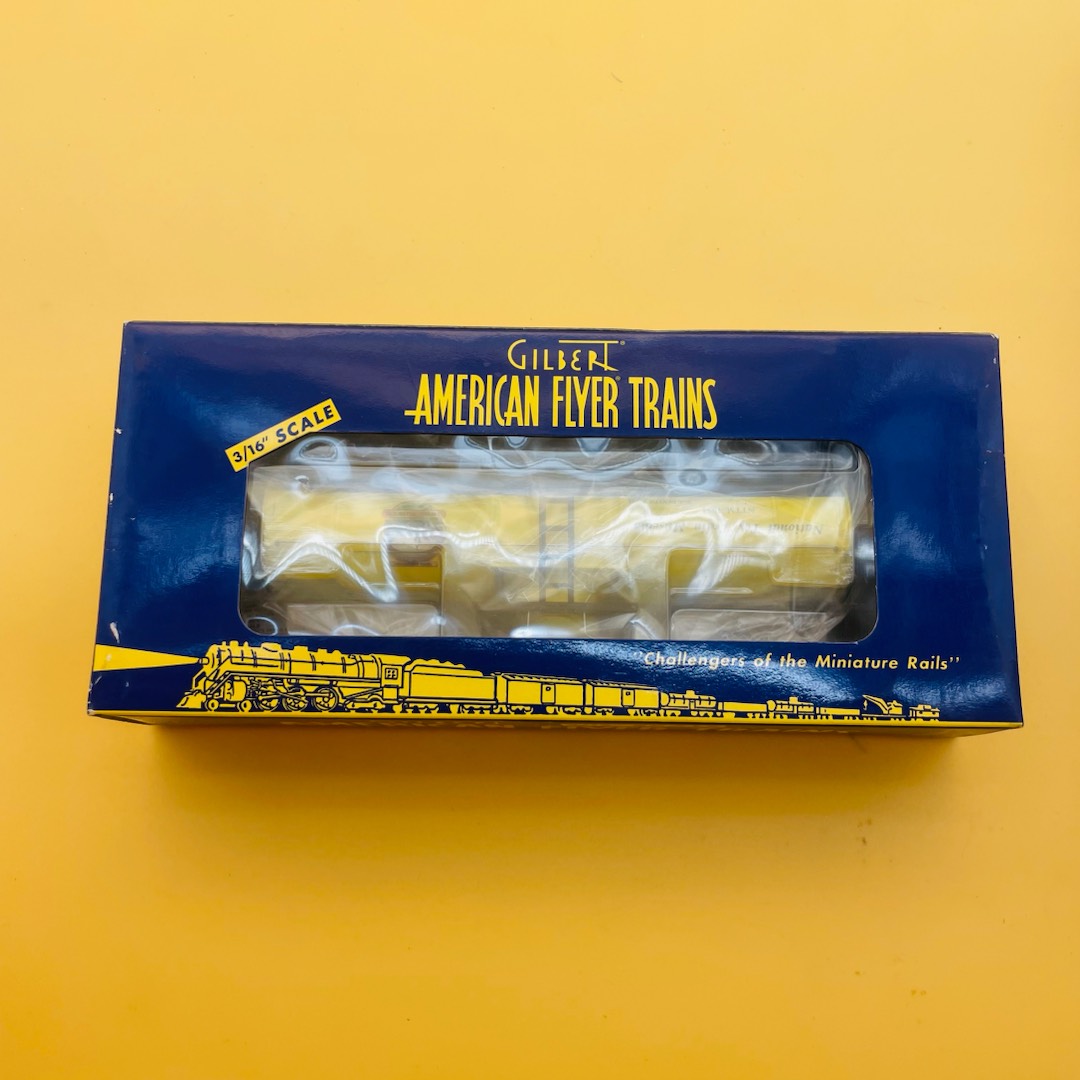 GILBERT®
AMERICAN FLYER TRAINS
3/16" SCALE
"Challengers of the Miniature Rails"